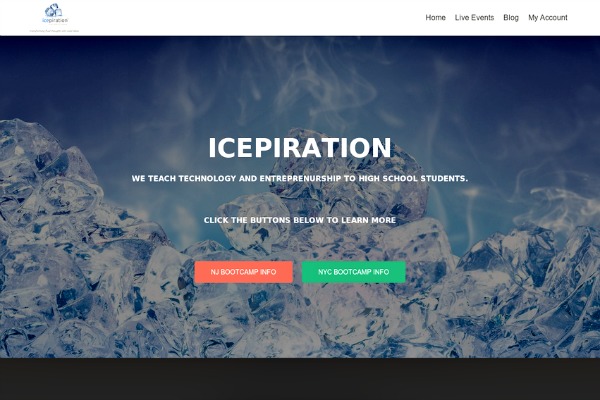 icepiration
Home Live Events Blog My Account
ICEPIRATION
WE TEACH TECHNOLOGY AND ENTREPRENURSHIP TO HIGH SCHOOL STUDENTS.
CLICK THE BUTTONS BELOW TO LEARN MORE
NJ BOOTCAMP INFO NYC BOOTCAMP INFO